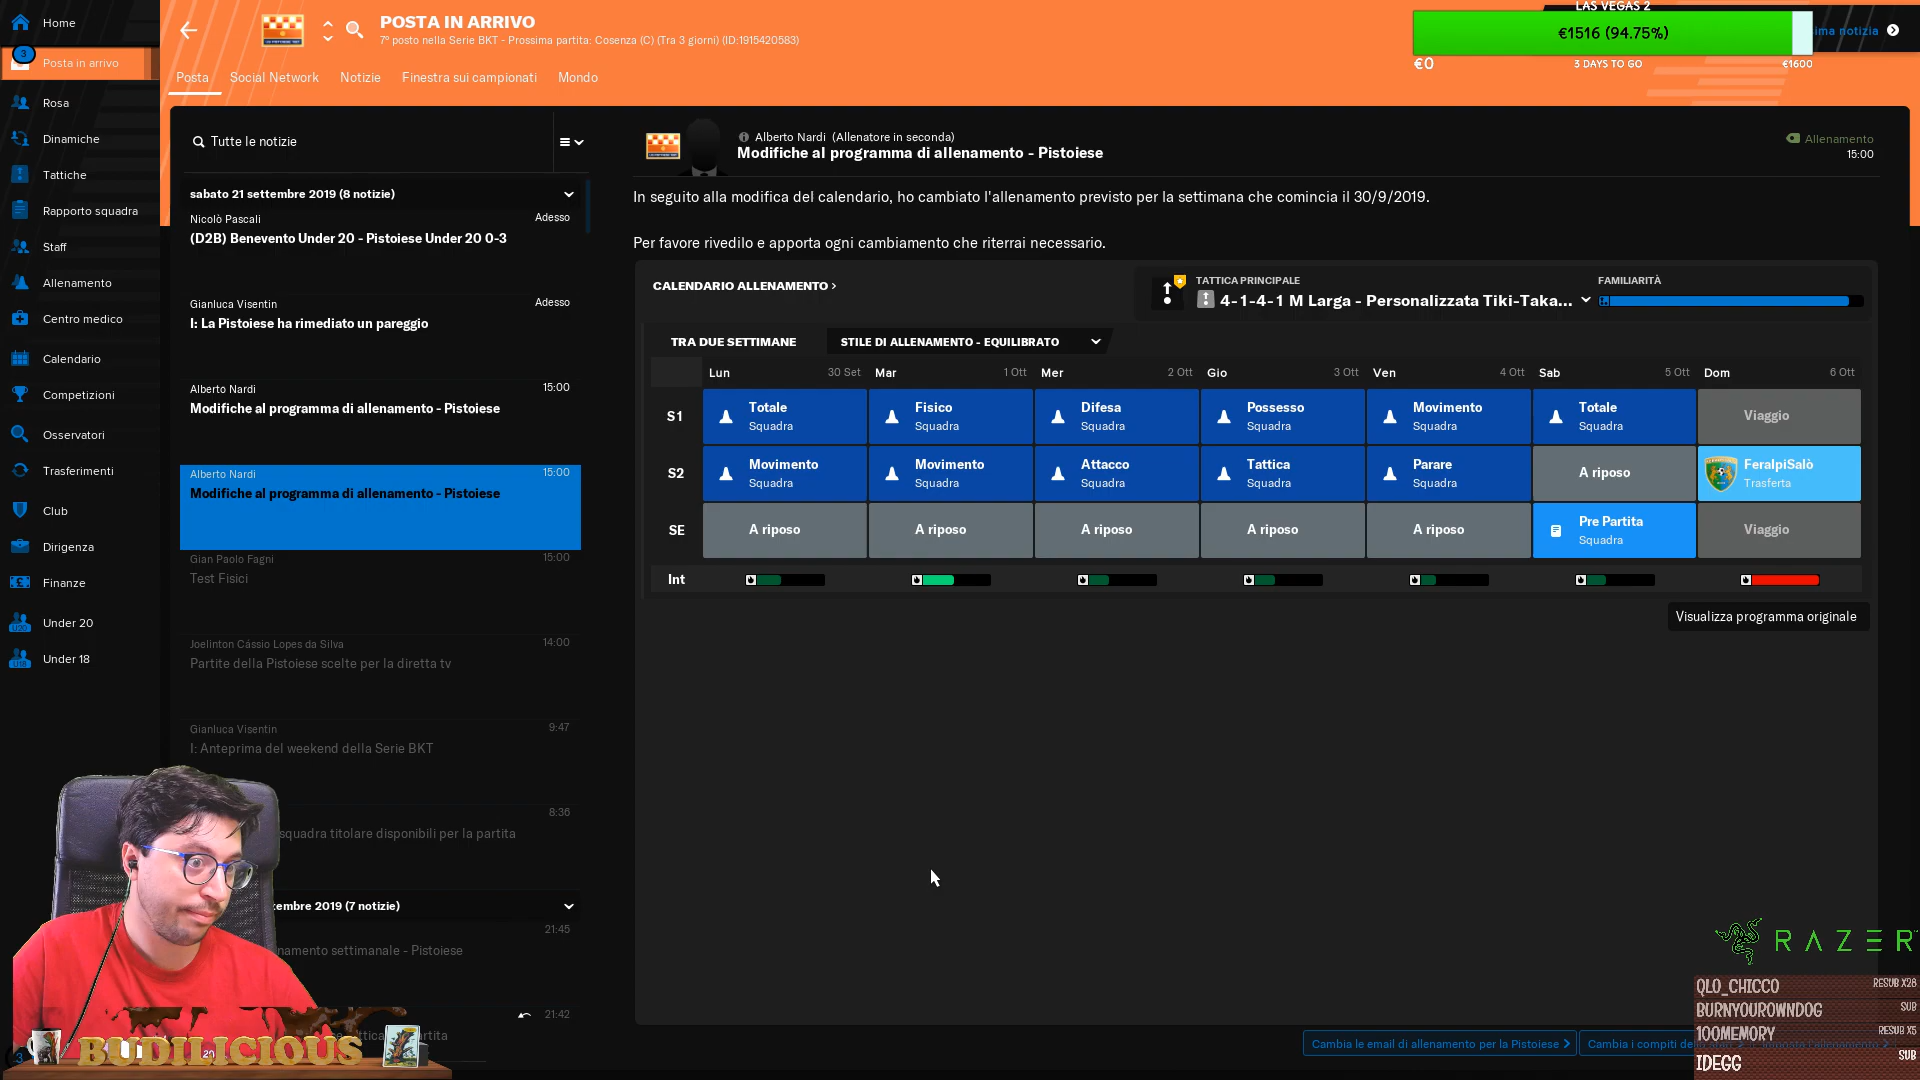 Home
3
Posta in arrivo
Rosa
Dinamiche
Tattiche
Rapporto squadra
Staff
Allenamento
Centro medico
Calendario
Competizioni
Osservatori
Trasferimenti
Club
Dirigenza
Finanze
Under 20
Under 18
POSTA IN ARRIVO
7° posto nella Serie BKT - Prossima partita: Cosenza (C) (Tra 3 giorni) (ID:1915420583)
Posta Social Network Notizie Finestra sui campionati Mondo
LAS VEGAS 2
€1516 (94.75%)
€0 3 DAYS TO GO €1600
notizia
Tutte le notizie
sabato 21 settembre 2019 (8 notizie)
Nicolò Pascali Adesso
(D2B) Benevento Under 20 - Pistoiese Under 20 0-3
Gianluca Visentin Adesso
I: La Pistoiese ha rimediato un pareggio
Alberto Nardi 15:00
Modifiche al programma di allenamento - Pistoiese
Alberto Nardi 15:00
Modifiche al programma di allenamento - Pistoiese
Gian Paolo Fagni 15:00
Test Fisici
Joelinton Cássio Lopes da Silva 14:00
Partite della Pistoiese scelte per la diretta tv
Gianluca Visentin 9:47
I: Anteprima del weekend della Serie BKT
8:36
squadra titolare disponibili per la partita
2019 (7 notizie)
21:45
settimanale - Pistoiese
21:42
Alberto Nardi (Allenatore in seconda)
Modifiche al programma di allenamento - Pistoiese
Allenamento
15:00
In seguito alla modifica del calendario, ho cambiato l'allenamento previsto per la settimana che comincia il 30/9/2019.
Per favore rivedilo e apporta ogni cambiamento che riterrai necessario.
CALENDARIO ALLENAMENTO
TATTICA PRINCIPALE
4-1-4-1 M Larga - Personalizzata Tiki-Taka...
FAMILIARITÀ
TRA DUE SETTIMANE
STILE DI ALLENAMENTO - EQUILIBRATO
Lun 30 Set Mar 1 Ott Mer 2 Ott Gio 3 Ott Ven 4 Ott Sab 5 Ott Dom 6 Ott
S1 Totale Fisico Difesa Possesso Movimento Totale Viaggio
Squadra Squadra Squadra Squadra Squadra Squadra
S2 Movimento Movimento Attacco Tattica Parare A riposo FeralpiSalò
Squadra Squadra Squadra Squadra Squadra Trasferta
SE A riposo A riposo A riposo A riposo A riposo Pre Partita Viaggio
Squadra
Int
Visualizza programma originale
Cambia le email di allenamento per la Pistoiese
Cambia i compiti
RAZER
QLO_CHICCO RESUB X28
BURNYOUROWNDOG SUB
100MEMORY RESUB X5
IDEGG SUB
BUDILICIOUS